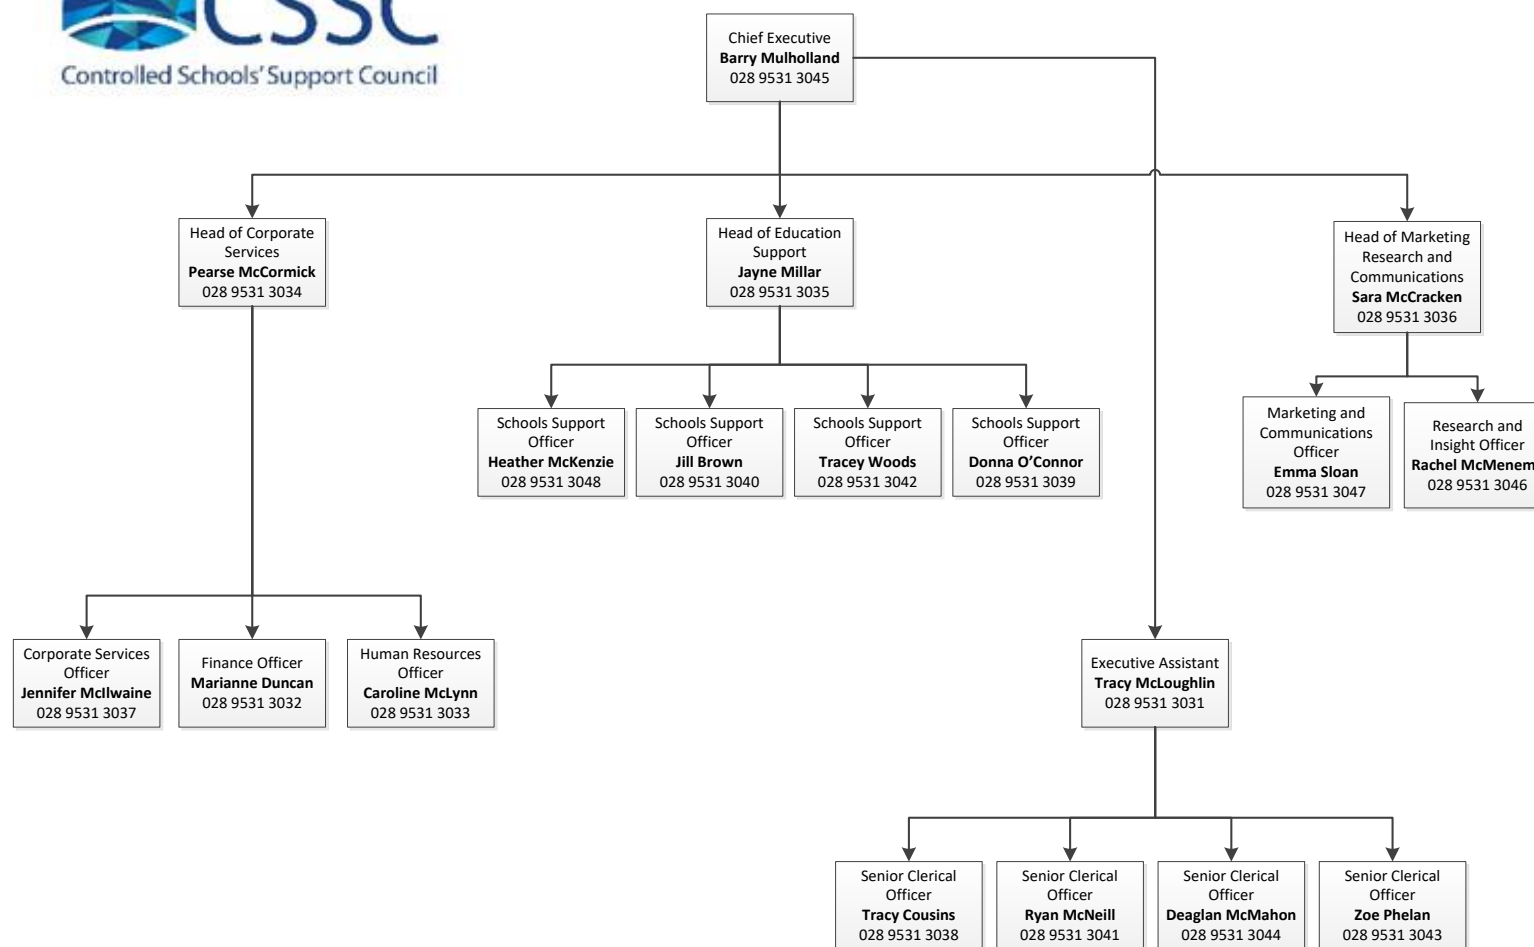 CSSC
Controlled Schools' Support Council
Chief Executive
Barry Mulholland
028 9531 3045
Head of Corporate
Services
Pearse McCormick
028 9531 3034
Head of Education
Support
Jayne Millar
028 9531 3035
Head of Marketing
Research and
Communications
Sara McCracken
028 9531 3036
Schools Support
Officer
Heather McKenzie
028 9531 3048
Schools Support
Officer
Jill Brown
028 9531 3040
Schools Support
Officer
Tracey Woods
028 9531 3042
Schools Support
Officer
Donna O’Connor
028 9531 3039
Marketing and
Communications
Officer
Emma Sloan
028 9531 3047
Research and
Insight Officer
Rachel
028 9531 3046
Corporate Services
Officer
Jennifer McIlwaine
028 9531 3037
Finance Officer
Marianne Duncan
028 9531 3032
Human Resources
Officer
Caroline McLynn
028 9531 3033
Executive Assistant
Tracy McLoughlin
028 9531 3031
Senior Clerical
Officer
Tracy Cousins
028 9531 3038
Senior Clerical
Officer
Ryan McNeill
028 9531 3041
Senior Clerical
Officer
Deaglan McMahon
028 9531 3044
Senior Clerical
Officer
Zoe Phelan
028 9531 3043